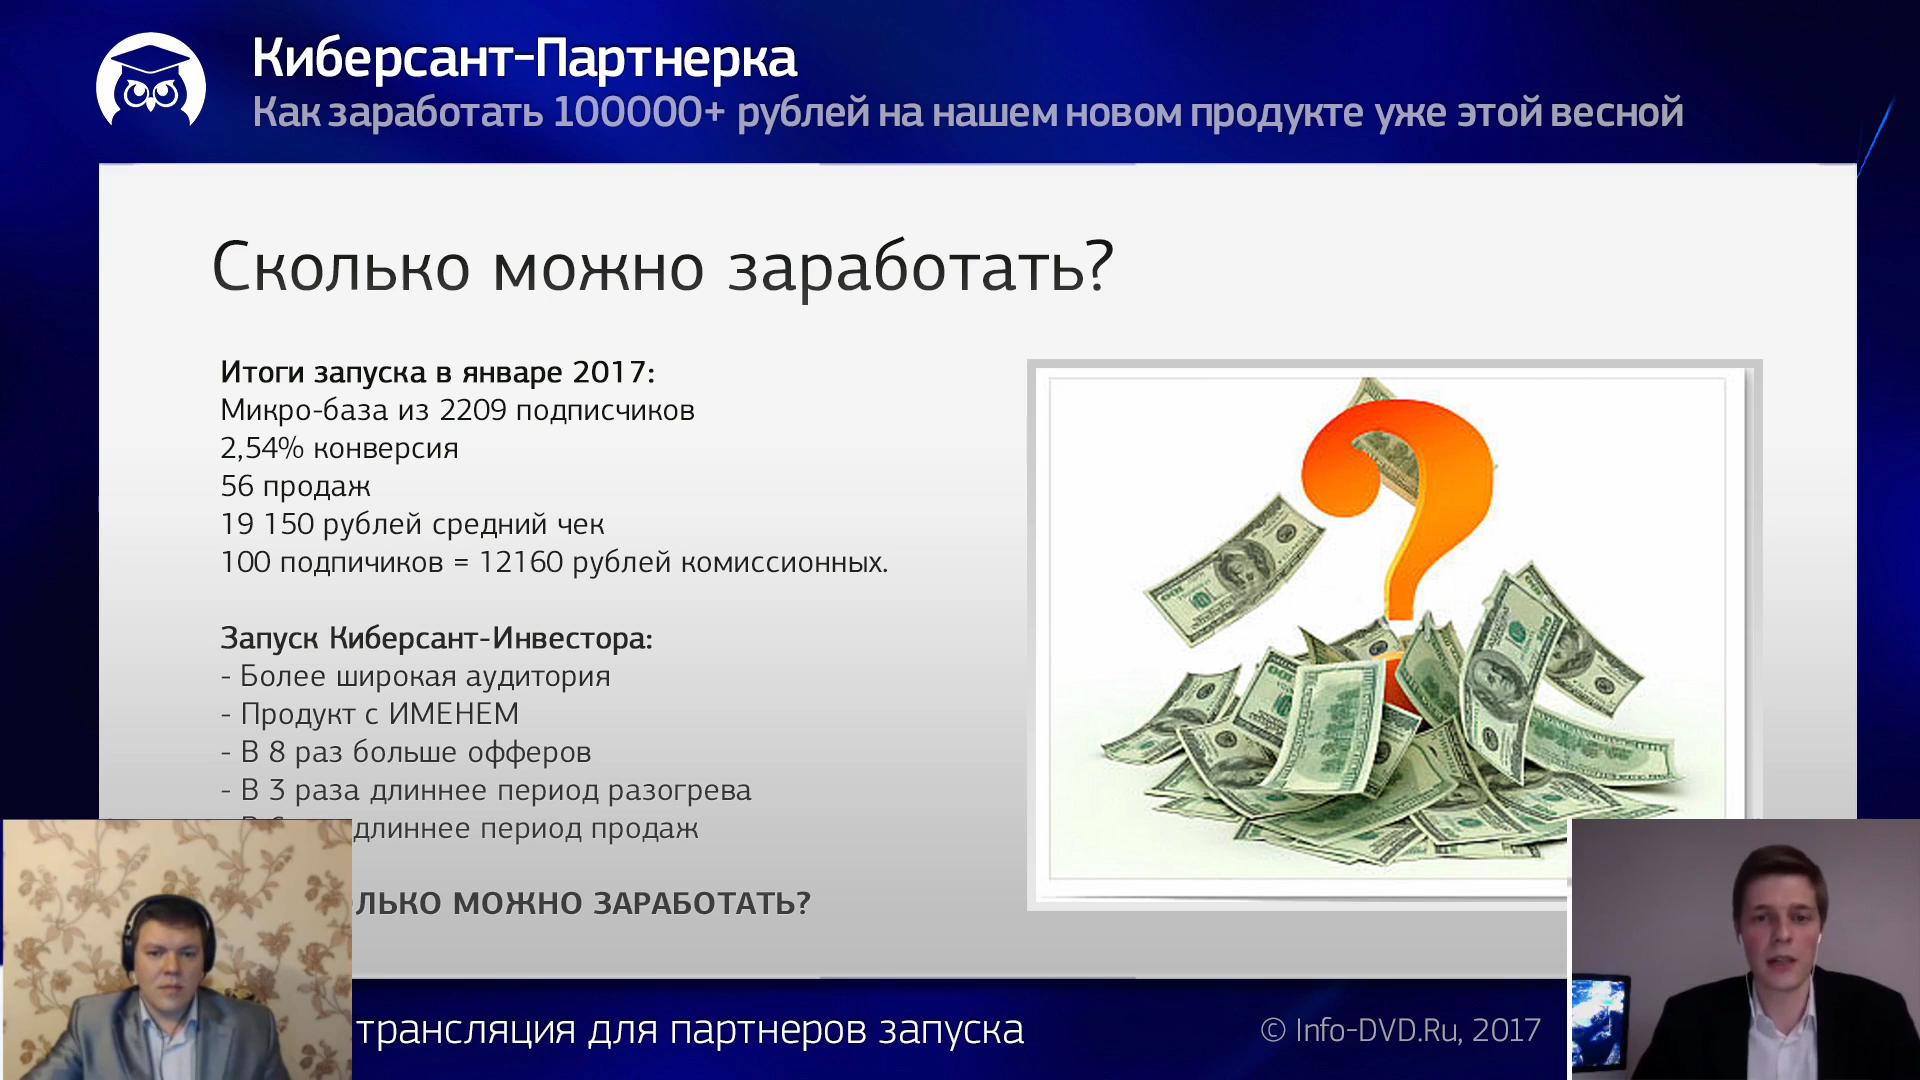 Киберсант-Партнерка
Как заработать 100000+ рублей на нашем новом продукте уже этой весной
Сколько можно заработать?
Итоги запуска в январе 2017:
Микро-база из 2209 подписчиков
2,54% конверсия
56 продаж
19 150 рублей средний чек
100 подпичиков = 12160 рублей комиссионных.
Запуск Киберсант-Инвестора:
- Более широкая аудитория
- Продукт с ИМЕНЕМ
- В 8 раз больше офферов
- В 3 раза длиннее период разогрева
длиннее период продаж
ЛЬКО МОЖНО ЗАРАБОТАТЬ?
трансляция для партнеров запуска
© Info-DVD.Ru, 2017